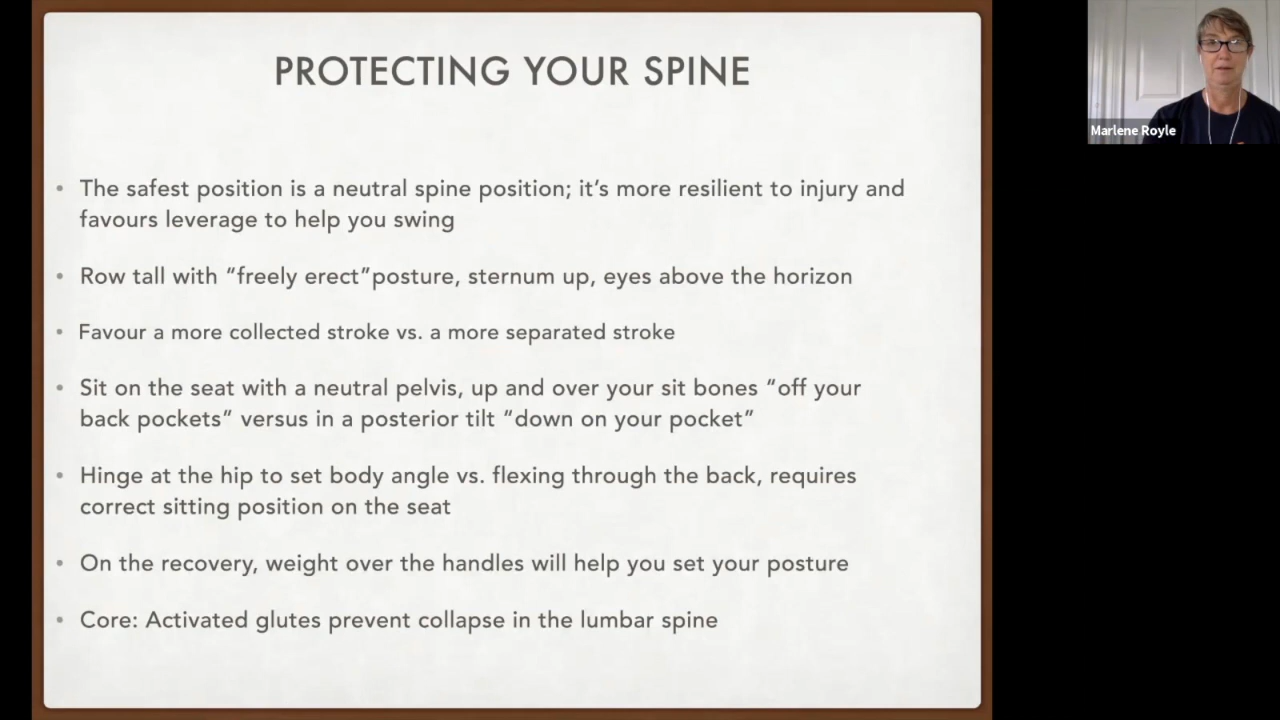 PROTECTING YOUR SPINE
• The safest position is a neutral spine position; it’s more resilient to injury and
favours leverage to help you swing
• Row tall with “freely erect”posture, sternum up, eyes above the horizon
• Favour a more collected stroke vs. a more separated stroke
• Sit on the seat with a neutral pelvis, up and over your sit bones “off your
back pockets” versus in a posterior tilt “down on your pocket”
• Hinge at the hip to set body angle vs. flexing through the back, requires
correct sitting position on the seat
• On the recovery, weight over the handles will help you set your posture
• Core: Activated glutes prevent collapse in the lumbar spine
Marlene Royle